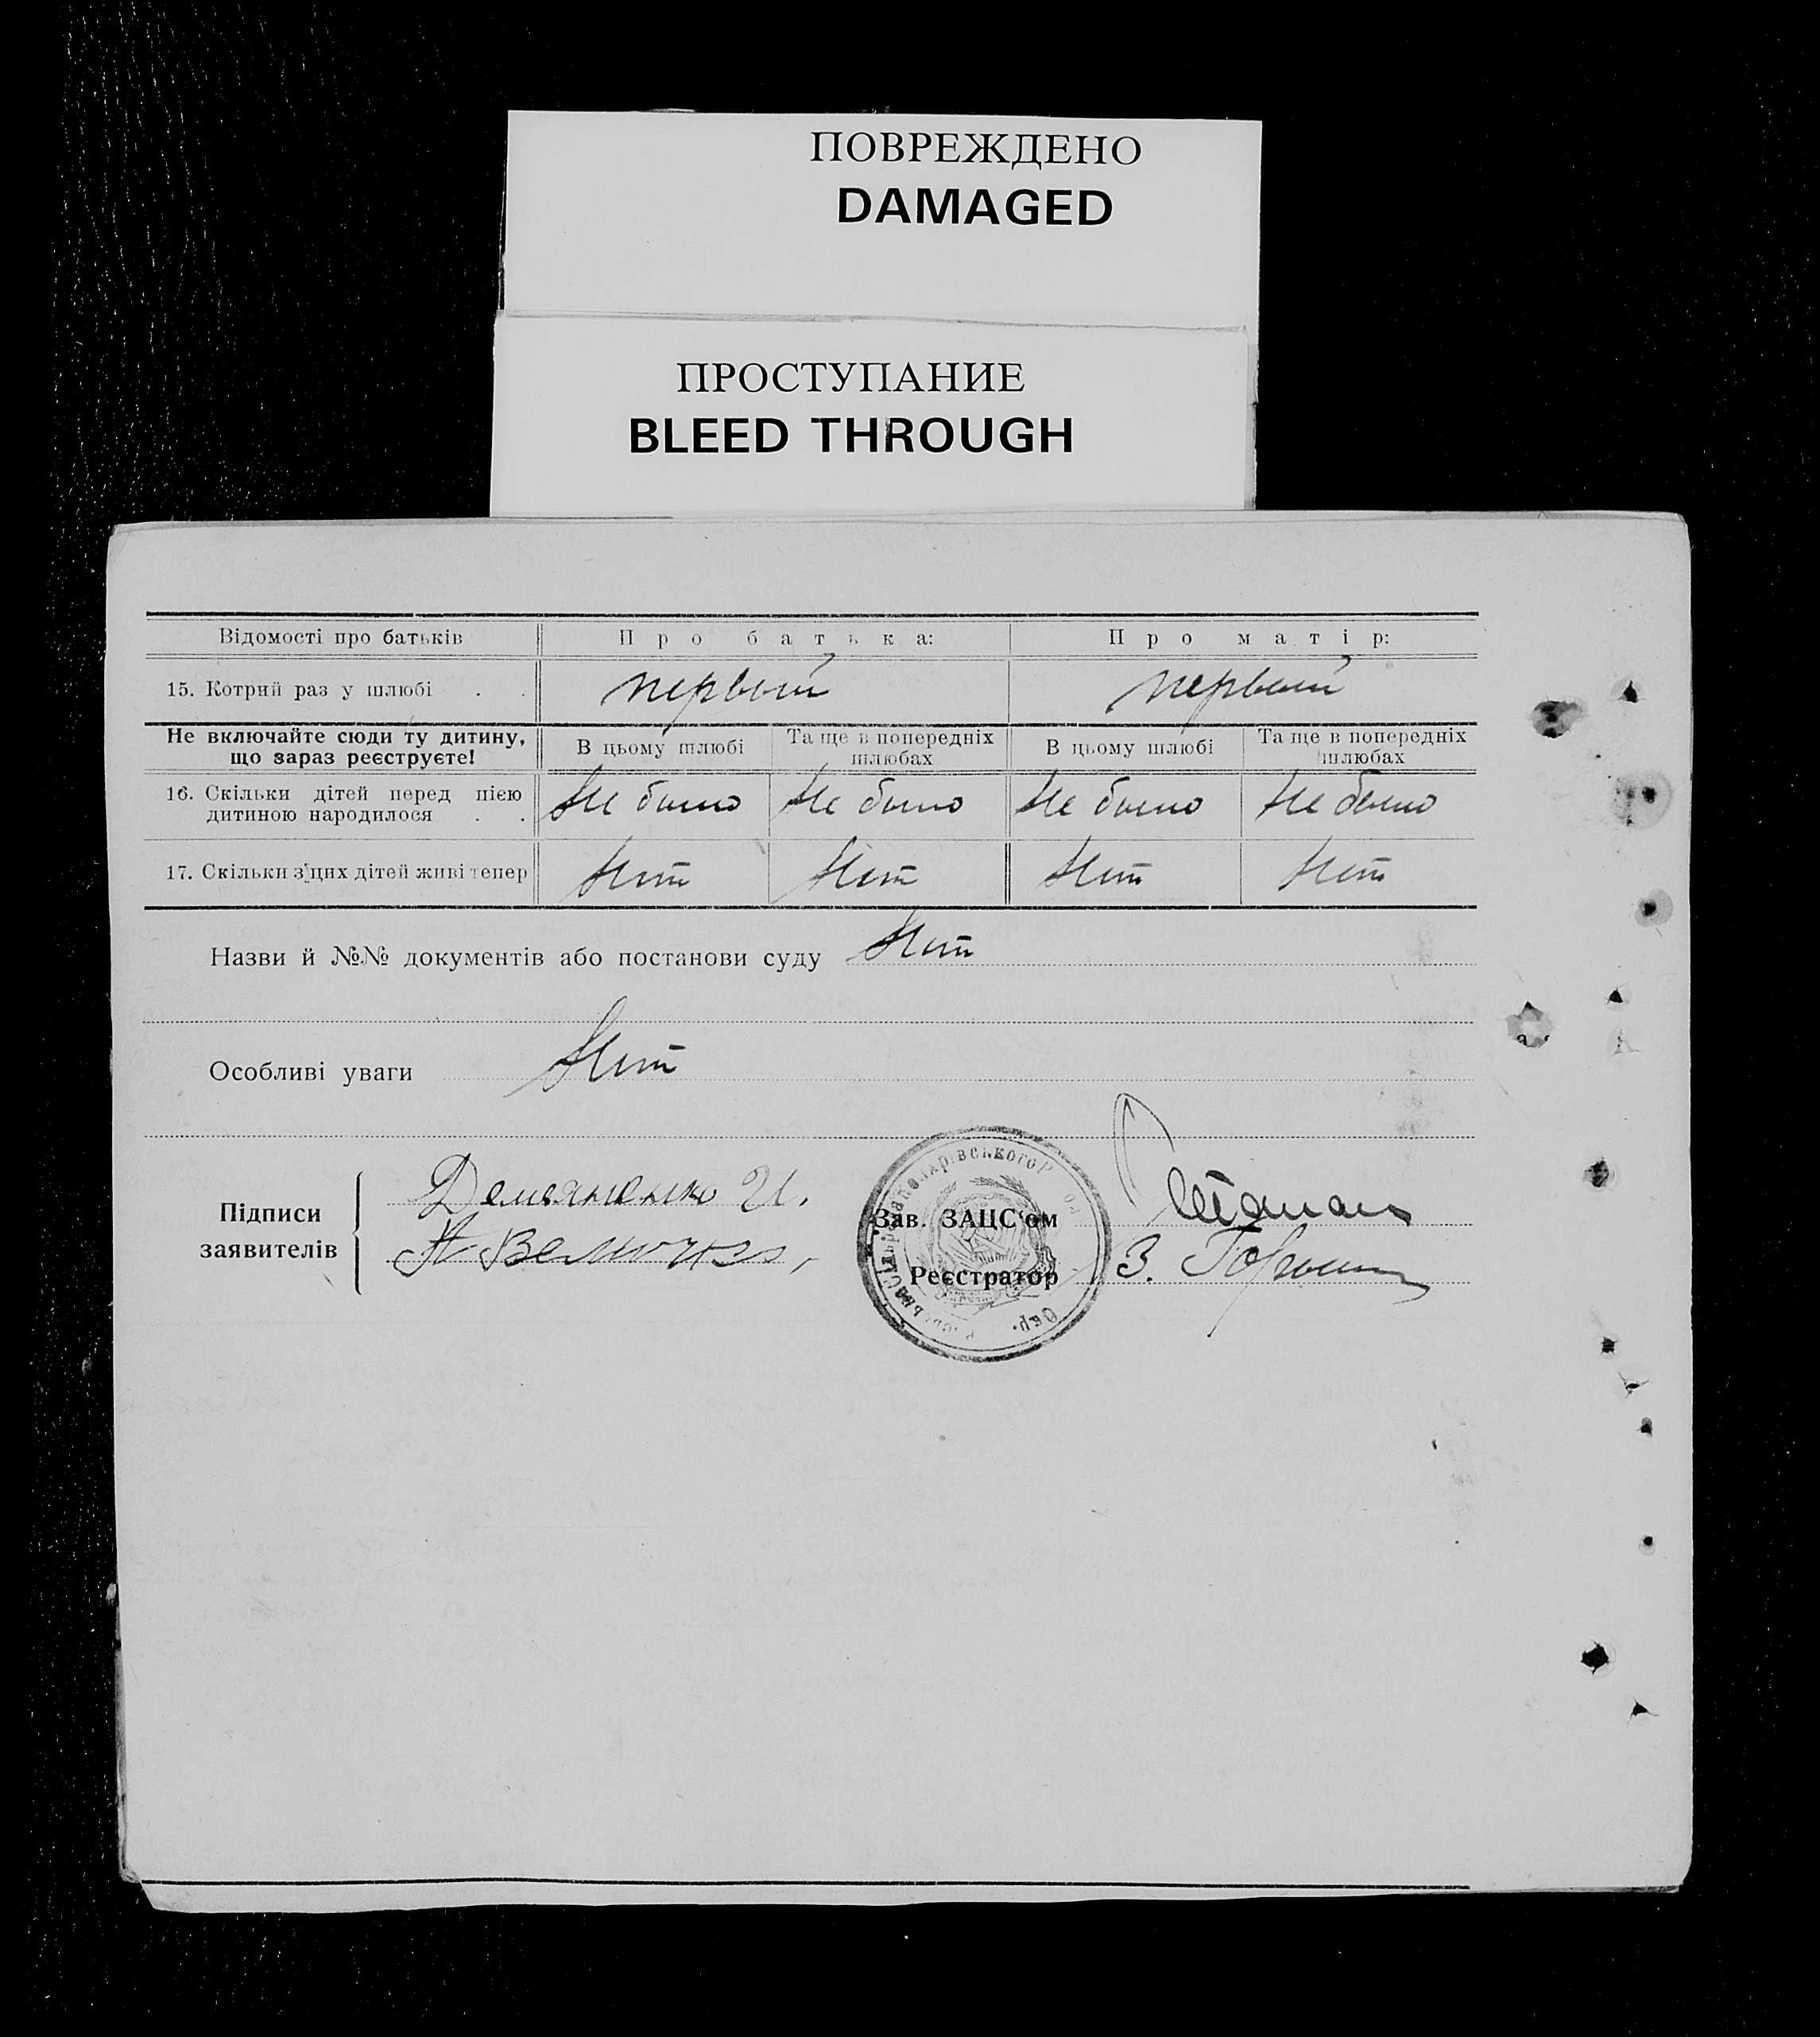 ПОВРЕЖДЕНО
DAMAGED
ПРОСТУПАНИЕ
BLEED THROUGH
Відомості про батьків Про батька: Про матір:
15. Котрий раз у шлюбі . . первый первый
Не включайте сюди ту дитину, що зараз реєструєте! В цьому шлюбі Та ще в попередніх шлюбах В цьому шлюбі Та ще в попередніх шлюбах
16. Скільки дітей перед цією дитиною народилося . . Не было Не было Не было Не было
17. Скільки з цих дітей живі тепер Нет Нет Нет Нет
Назви й №№ документів або постанови суду Нет
Особливі уваги Нет
Підписи заявителів
Демьяненко И.
А
Зав. ЗАЦС'ом
Реєстратор З.
Окр.